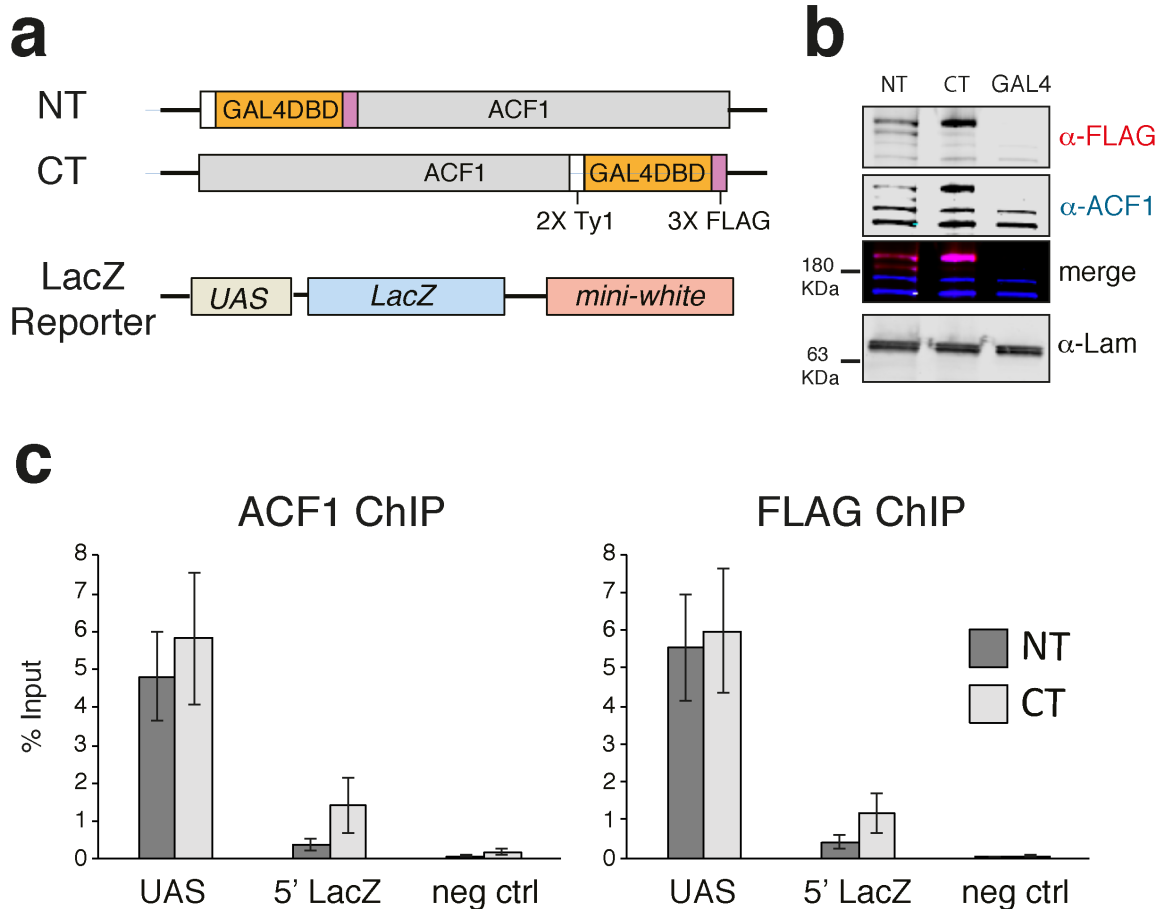 a
NT
GAL4DBD
ACF1
CT
ACF1
GAL4DBD
2X Ty1
3X FLAG
LacZ
Reporter
UAS
LacZ
mini-white
b
NT CT GAL4
α-FLAG
α-ACF1
180
KDa
merge
63
KDa
α-Lam
c
ACF1 ChIP
% Input
8
7
6
5
4
3
2
1
0
UAS
5’ LacZ
neg ctrl
FLAG ChIP
8
7
6
5
4
3
2
1
0
UAS
5’ LacZ
neg ctrl
NT
CT